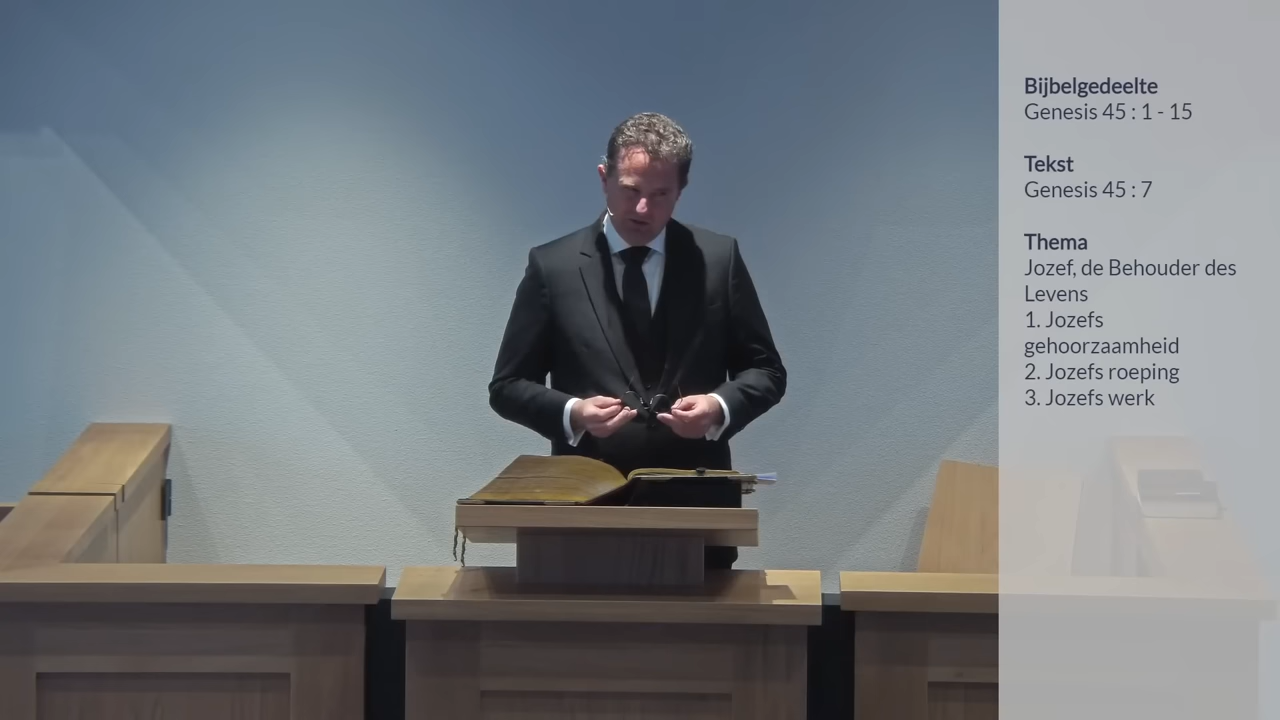 Bijbelgedeelte
Genesis 45 : 1 - 15
Tekst
Genesis 45 : 7
Thema
Jozef, de Behouder des
Levens
1. Jozefs
gehoorzaamheid
2. Jozefs roeping
3. Jozefs werk